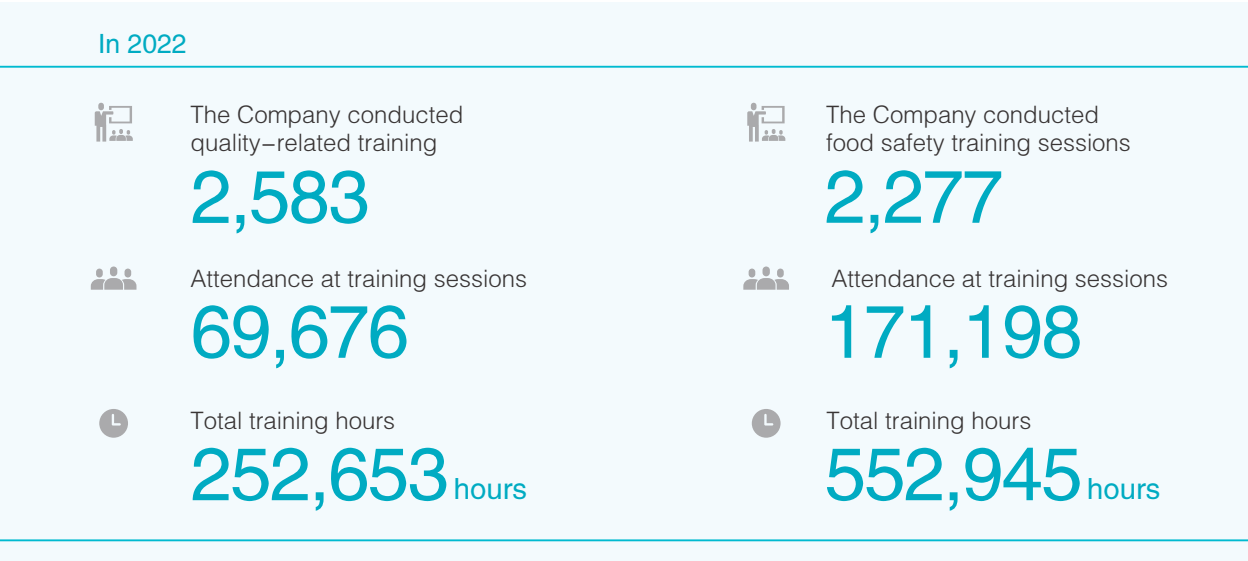 In 2022
The Company conducted
quality–related training
2,583
Attendance at training sessions
69,676
Total training hours
252,653 hours
The Company conducted
food safety training sessions
2,277
Attendance at training sessions
171,198
Total training hours
552,945 hours